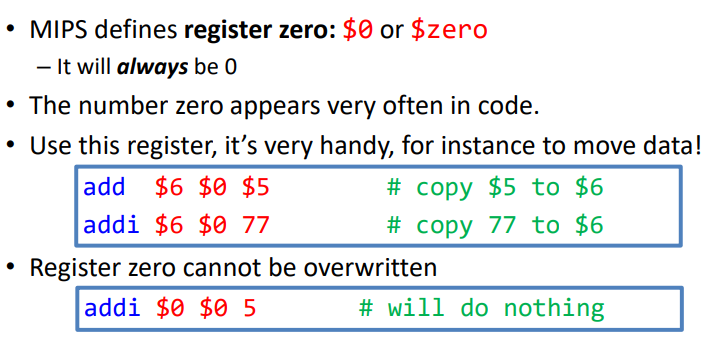 • MIPS defines register zero: $0 or $zero
– It will always be 0
• The number zero appears very often in code.
• Use this register, it's very handy, for instance to move data!
add $6 $0 $5 # copy $5 to $6
addi $6 $0 77 # copy 77 to $6
• Register zero cannot be overwritten
addi $0 $0 5 # will do nothing